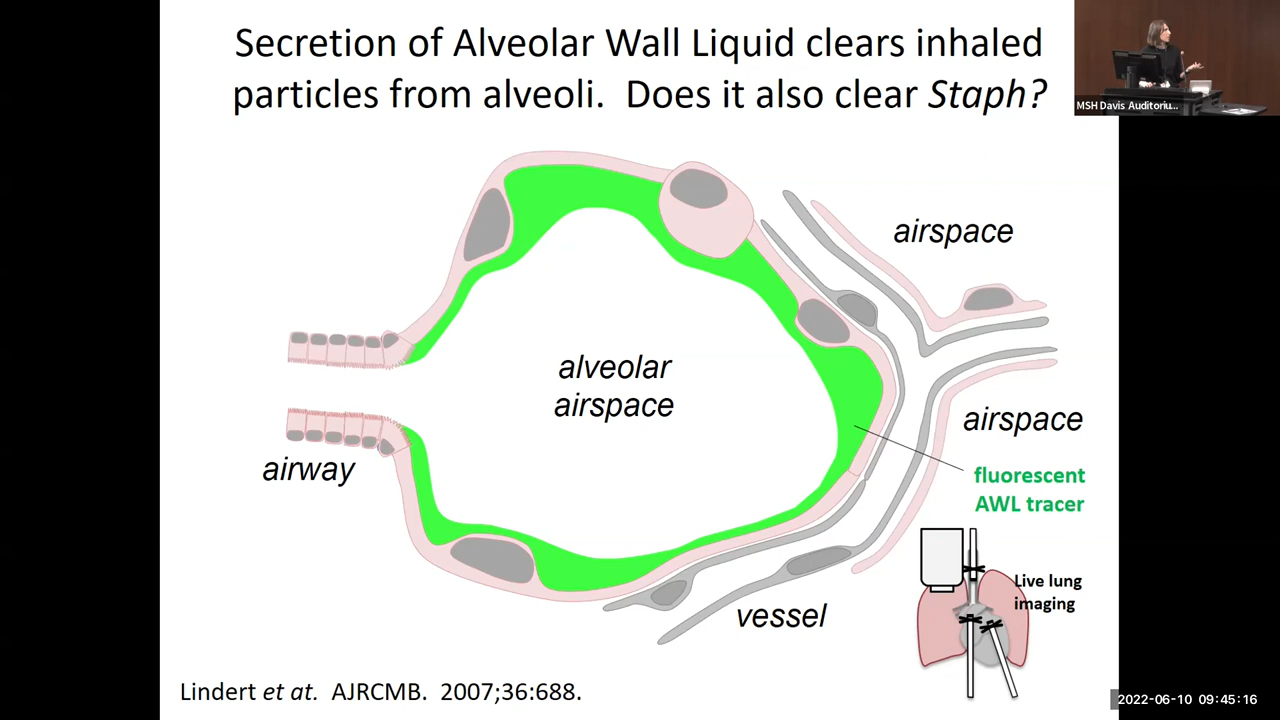 Secretion of Alveolar Wall Liquid clears inhaled
particles from alveoli. Does it also clear Staph?
MSH Davis Auditoriu...
airspace
alveolar
airspace
airspace
airway
fluorescent
AWL tracer
Live lung
imaging
vessel
Lindert et at. AJRCMB. 2007;36:688.
2022-06-10 09:45:16